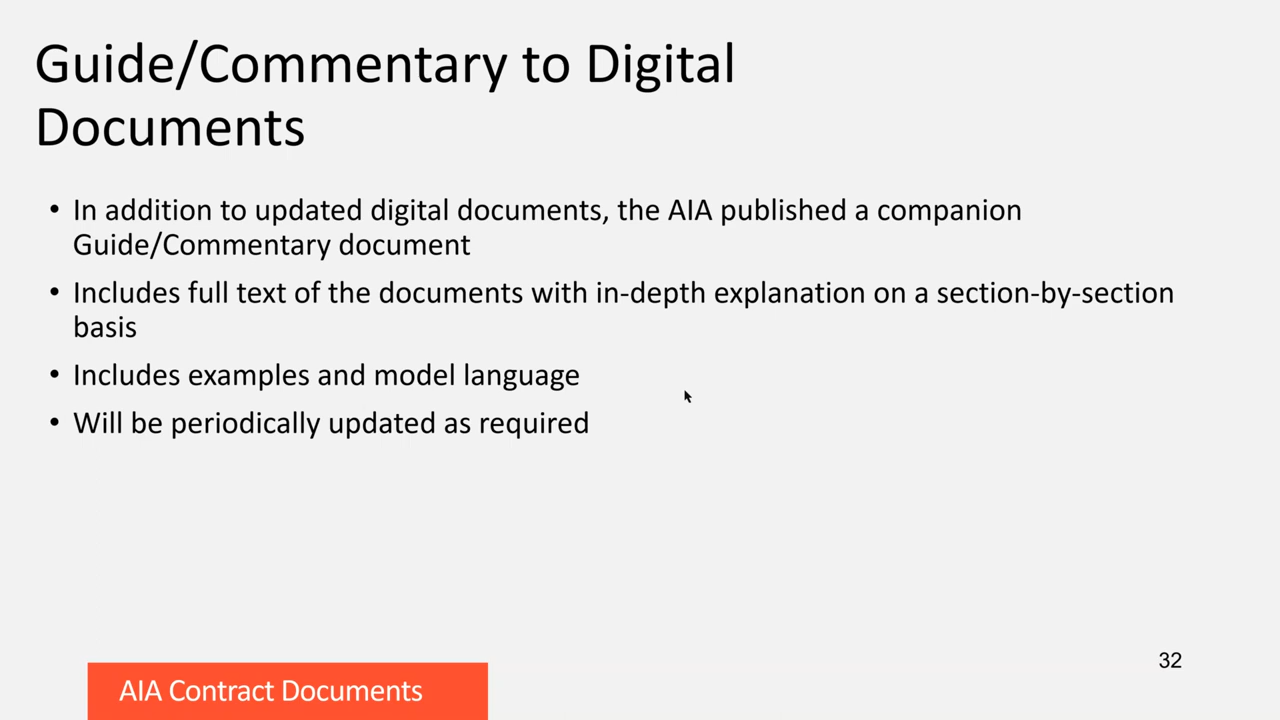 Guide/Commentary to Digital
Documents
• In addition to updated digital documents, the AIA published a companion
Guide/Commentary document
• Includes full text of the documents with in-depth explanation on a section-by-section
basis
• Includes examples and model language
• Will be periodically updated as required
32
AIA Contract Documents